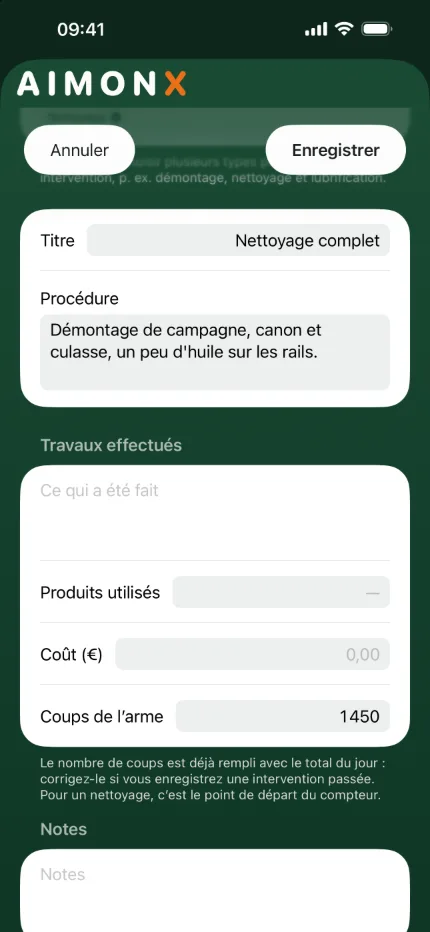 09:41
AIMONX
Annuler
Enregistrer
plusieurs types
intervention, p. ex. démontage, nettoyage et lubrification.
Titre
Nettoyage complet
Procédure
Démontage de campagne, canon et
culasse, un peu d'huile sur les rails.
Travaux effectués
Ce qui a été fait
Produits utilisés
—
Coût (€)
0,00
Coups de l’arme
1450
Le nombre de coups est déjà rempli avec le total du jour :
corrigez-le si vous enregistrez une intervention passée.
Pour un nettoyage, c’est le point de départ du compteur.
Notes
Notes